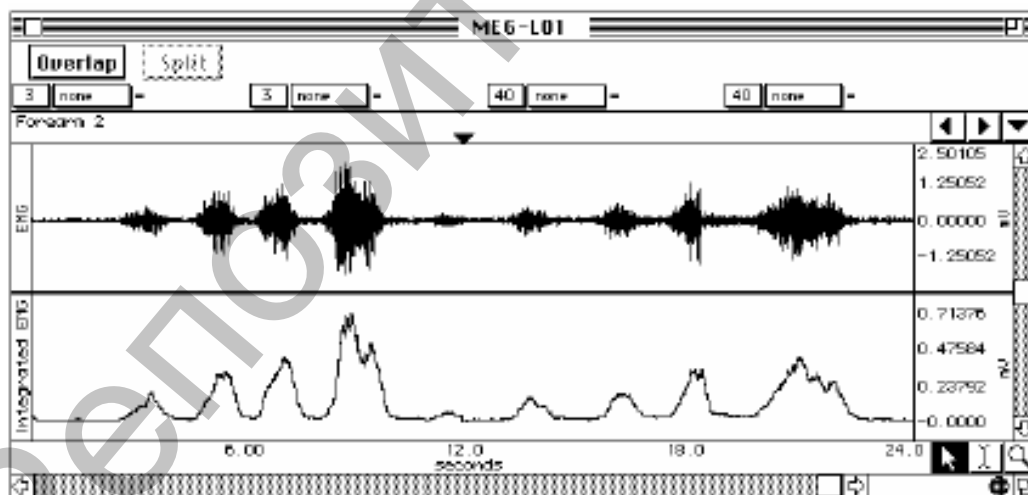 MEG-L01
Overlap Split
3 none = 3 none = 40 none = 40 none =
Forearm 2
2.50105
1.25052
EMG 0.00000 mV
-1.25052
Integrated EMG
0.71376
0.47584 mV
0.23792
-0.0000
6.00 12.0 18.0 24.0
seconds
епозит